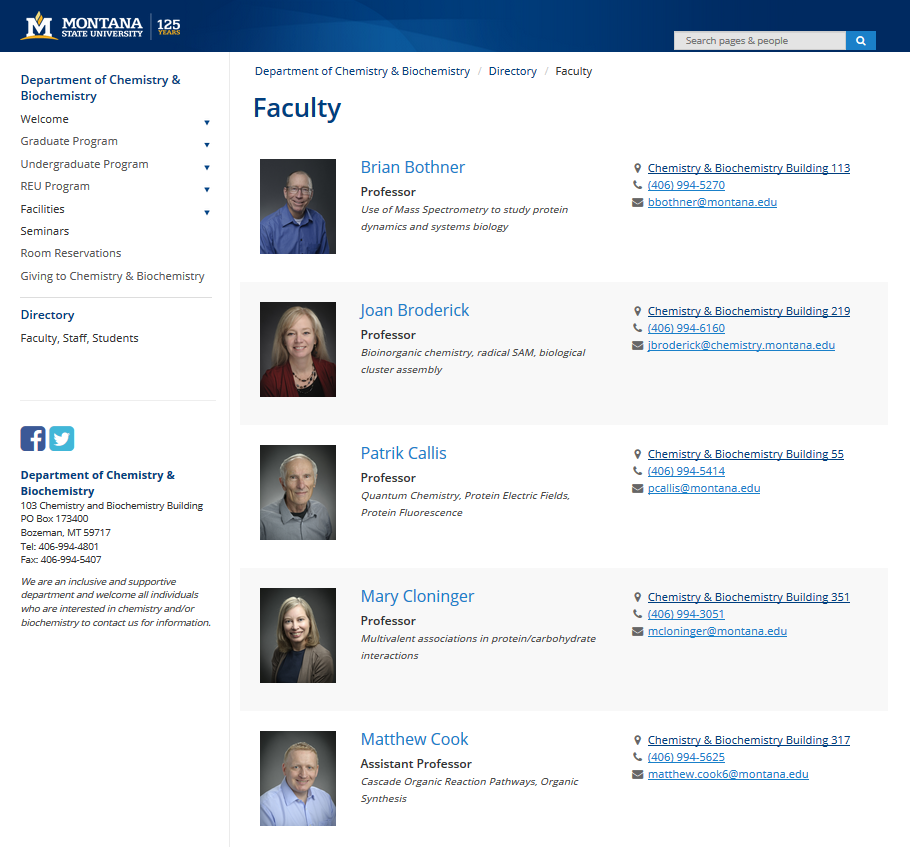 MONTANA
STATE UNIVERSITY
125
YEARS
Search pages & people
Department of Chemistry & Biochemistry / Directory / Faculty
Department of Chemistry &
Biochemistry
Welcome
Graduate Program
Undergraduate Program
REU Program
Facilities
Seminars
Room Reservations
Giving to Chemistry & Biochemistry
Directory
Faculty, Staff, Students
Department of Chemistry &
Biochemistry
103 Chemistry and Biochemistry Building
PO Box 173400
Bozeman, MT 59717
Tel: 406-994-4801
Fax: 406-994-5407
We are an inclusive and supportive
department and welcome all individuals
who are interested in chemistry and/or
biochemistry to contact us for information.
Faculty
Brian Bothner
Professor
Use of Mass Spectrometry to study protein
dynamics and systems biology
Chemistry & Biochemistry Building 113
(406) 994-5270
bbothner@montana.edu
Joan Broderick
Professor
Bioinorganic chemistry, radical SAM, biological
cluster assembly
Chemistry & Biochemistry Building 219
(406) 994-6160
jbroderick@chemistry.montana.edu
Patrik Callis
Professor
Quantum Chemistry, Protein Electric Fields,
Protein Fluorescence
Chemistry & Biochemistry Building 55
(406) 994-5414
pcallis@montana.edu
Mary Cloninger
Professor
Multivalent associations in protein/carbohydrate
interactions
Chemistry & Biochemistry Building 351
(406) 994-3051
mcloninger@montana.edu
Matthew Cook
Assistant Professor
Cascade Organic Reaction Pathways, Organic
Synthesis
Chemistry & Biochemistry Building 317
(406) 994-5625
matthew.cook6@montana.edu